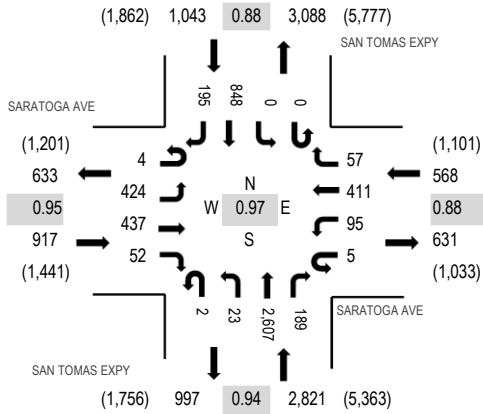 (1,862) 1,043 0.88 3,088 (5,777)
SAN TOMAS EXPY
195 848 0 0
SARATOGA AVE
(1,201) (1,101)
4 57
633 568
424 N 411
0.95 W 0.97 E 0.88
437 S 95
917 631
52 5
(1,441) (1,033)
2 23 2,607 189
SARATOGA AVE
SAN TOMAS EXPY
(1,756) 997 0.94 2,821 (5,363)